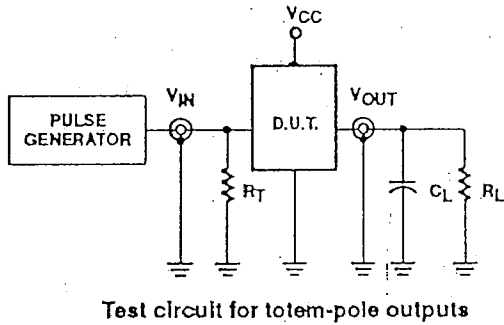 VCC
PULSE
GENERATOR
VIN
D.U.T.
VOUT
RT
CL
RL
Test circuit for totem-pole outputs